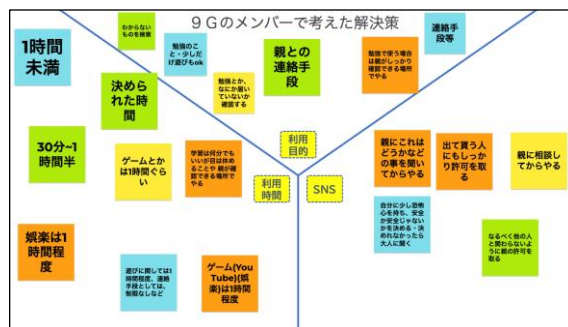 ９Gのメンバーで考えた解決策
1時間
未満
わからない
ものを検索
決められ
た時間
勉強のこ
と・少しだ
け遊びもok
勉強とか、
なにか届いて
いないか確認
する
親との
連絡手
段
勉強で使う場合
は親がしっかり
確認できる場所
でやる
連絡手
段等
利用
目的
利用
時間
SNS
30分~1
時間半
ゲームとか
は1時間ぐ
らい
学習は何分でも
いいが目は休め
ることや 親が確
認できる場所で
やる
娯楽は1
時間程
度
遊びに関しては1
時間程度、連絡
手段としては、
制限なしなど
ゲーム(You
Tube)(娯
楽)は1時間
程度
親にこれは
どうかなど
の事を聞い
てからやる
出て貰う人
にもしっか
り許可を取
る
親に相談し
てからやる
自分に少し恐怖
心を持ち、安全か
安全じゃないか
を決める・決めれ
なかったら大人
に聞く
なるべく他の人
と関わらないよ
うに親の許可を
取る